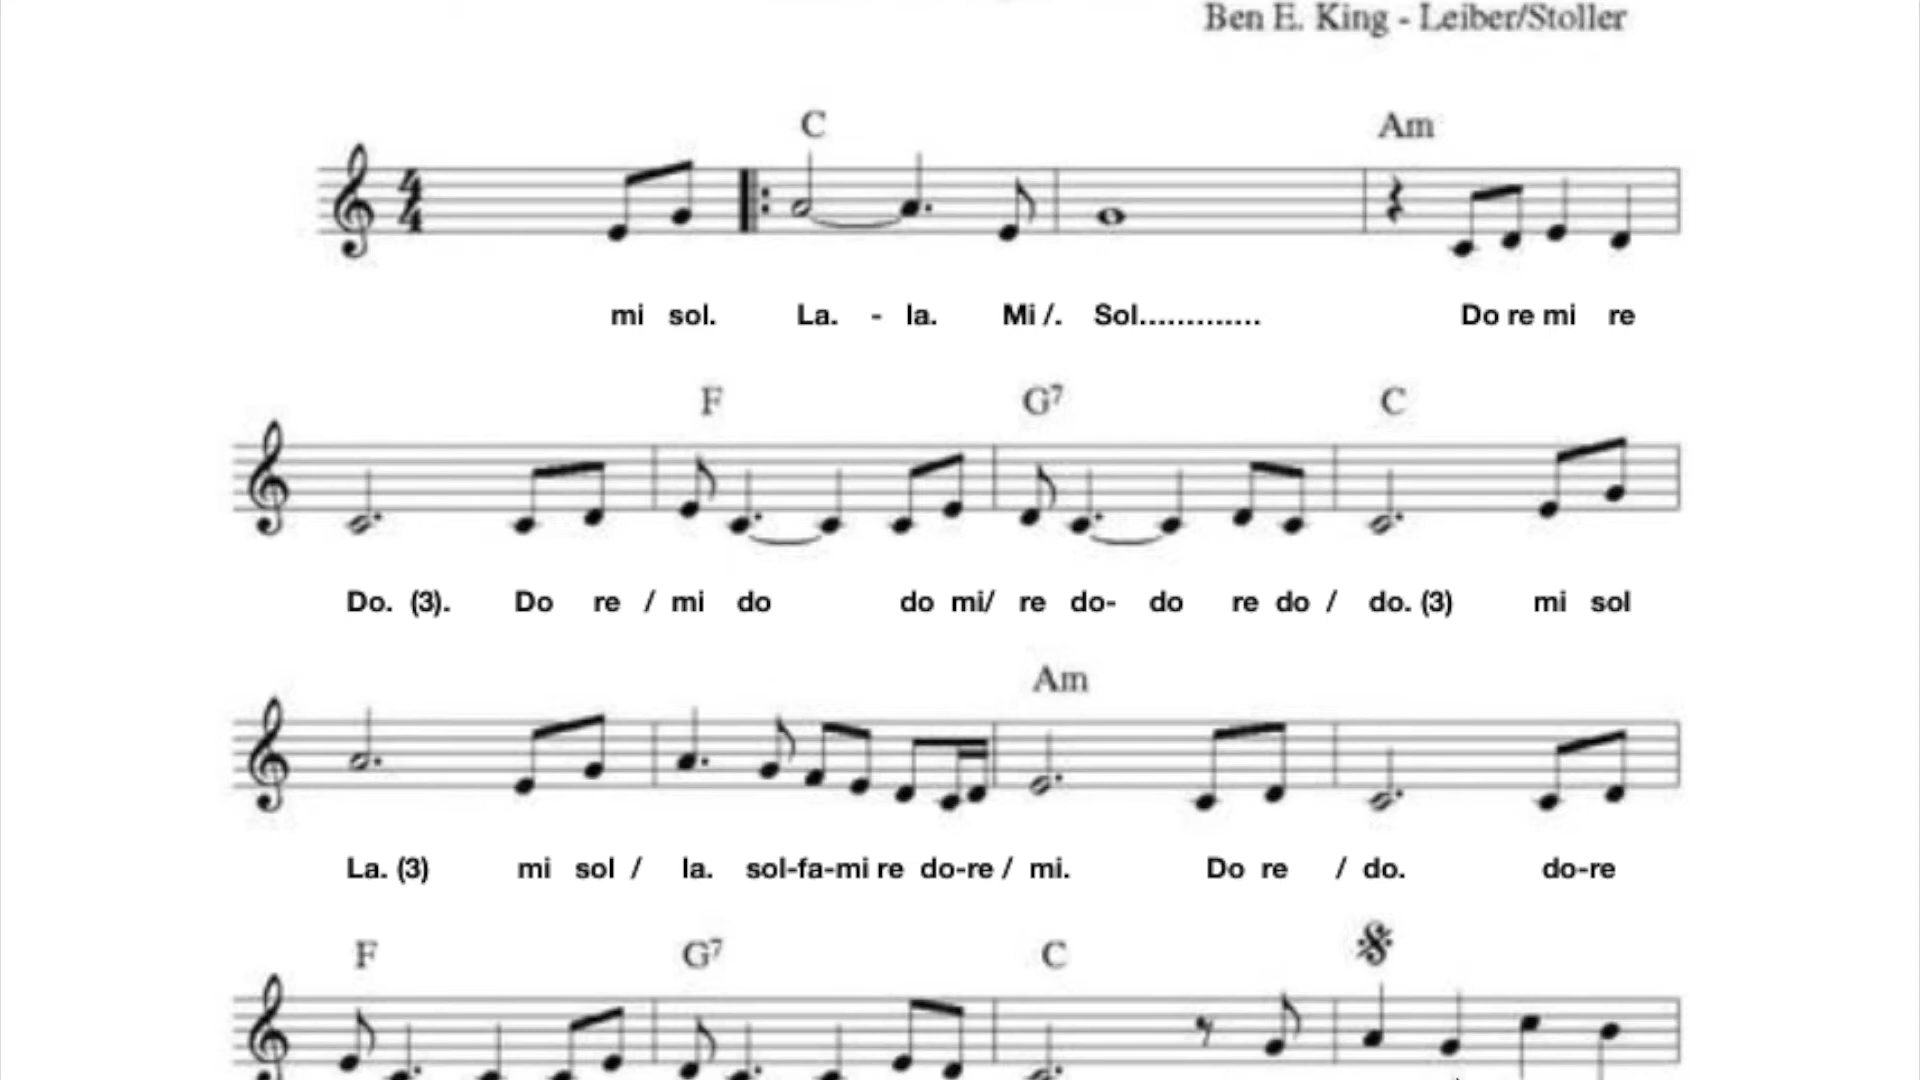 Ben E. King - Leiber/Stoller
C Am
4/4
mi sol. La. - la. Mi /. Sol............. Do re mi re
F G7 C
Do. (3). Do re / mi do do mi/ re do- do re do / do. (3) mi sol
Am
La. (3) mi sol / la. sol-fa-mi re do-re / mi. Do re / do. do-re
F G7 C